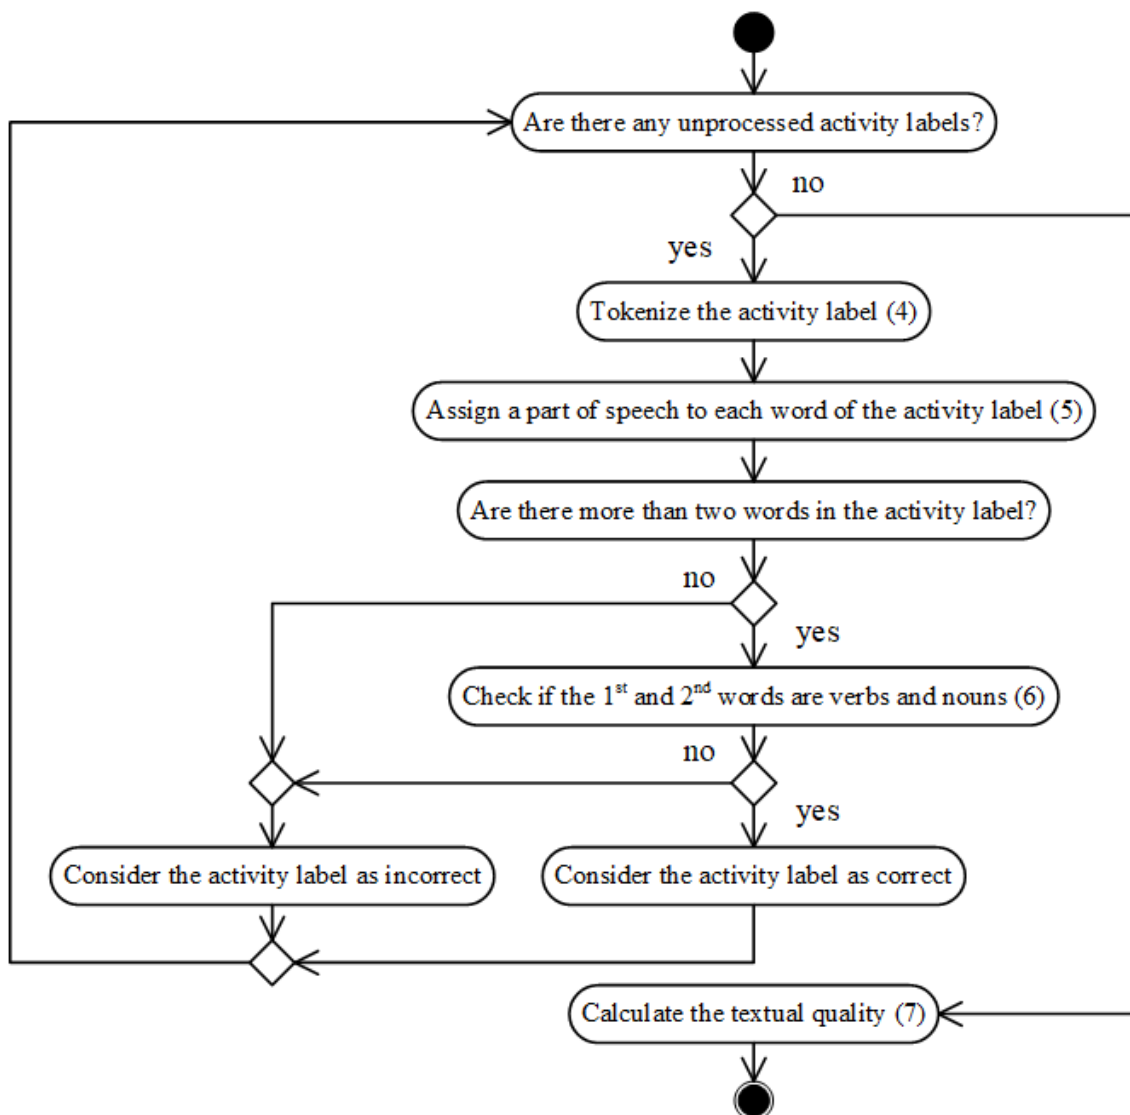 Are there any unprocessed activity labels?
no
yes
Tokenize the activity label (4)
Assign a part of speech to each word of the activity label (5)
Are there more than two words in the activity label?
no
yes
Check if the 1st and 2nd words are verbs and nouns (6)
no
yes
Consider the activity label as incorrect
Consider the activity label as correct
Calculate the textual quality (7)